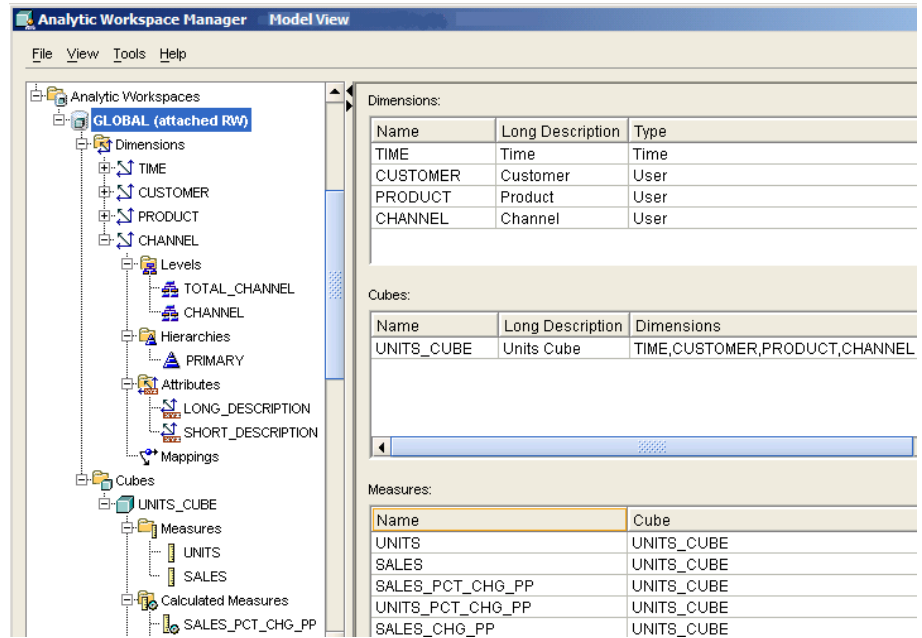 Analytic Workspace Manager Model View
File View Tools Help
Analytic Workspaces
GLOBAL (attached RW)
Dimensions
TIME
CUSTOMER
PRODUCT
CHANNEL
Levels
TOTAL_CHANNEL
CHANNEL
Hierarchies
PRIMARY
Attributes
LONG_DESCRIPTION
SHORT_DESCRIPTION
Mappings
Cubes
UNITS_CUBE
Measures
UNITS
SALES
Calculated Measures
SALES_PCT_CHG_PP
Dimensions:
Name Long Description Type
TIME Time Time
CUSTOMER Customer User
PRODUCT Product User
CHANNEL Channel User
Cubes:
Name Long Description Dimensions
UNITS_CUBE Units Cube TIME,CUSTOMER,PRODUCT,CHANNEL
Measures:
Name Cube
UNITS UNITS_CUBE
SALES UNITS_CUBE
SALES_PCT_CHG_PP UNITS_CUBE
UNITS_PCT_CHG_PP UNITS_CUBE
SALES_CHG_PP UNITS_CUBE